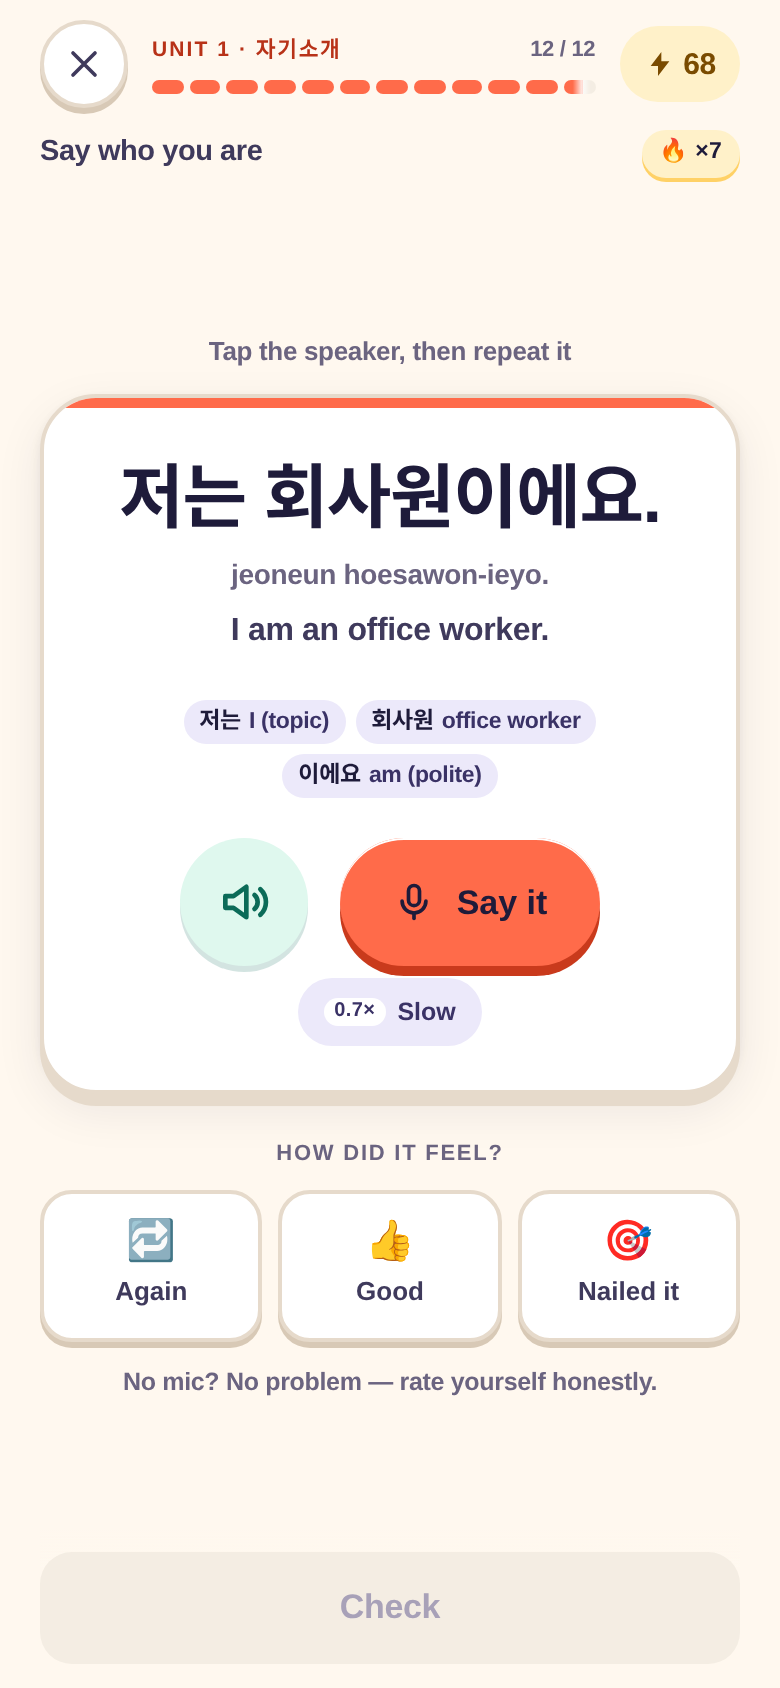 UNIT 1 · 자기소개
12 / 12
68
Say who you are
×7
Tap the speaker, then repeat it
저는 회사원이에요.
jeoneun hoesawon-ieyo.
I am an office worker.
저는 I (topic)
회사원 office worker
이에요 am (polite)
Say it
0.7× Slow
HOW DID IT FEEL?
Again
Good
Nailed it
No mic? No problem — rate yourself honestly.
Check